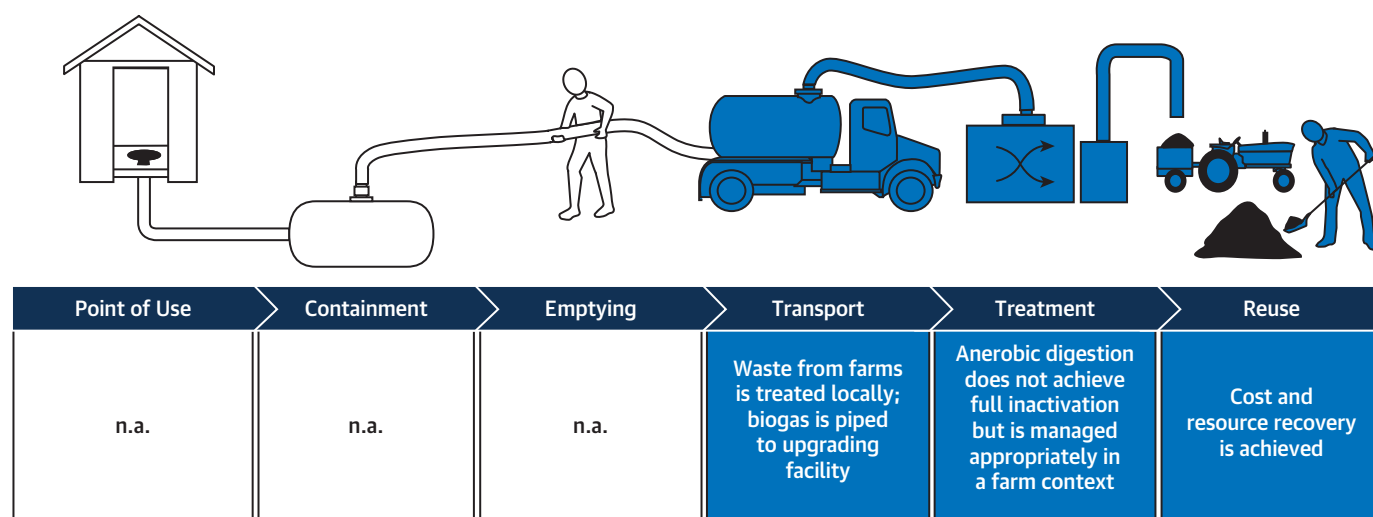 Point of Use
Containment
Emptying
Transport
Treatment
Reuse
n.a.
n.a.
n.a.
Waste from farms
is treated locally;
biogas is piped
to upgrading
facility
Anerobic digestion
does not achieve
full inactivation
but is managed
appropriately in
a farm context
Cost and
resource recovery
is achieved